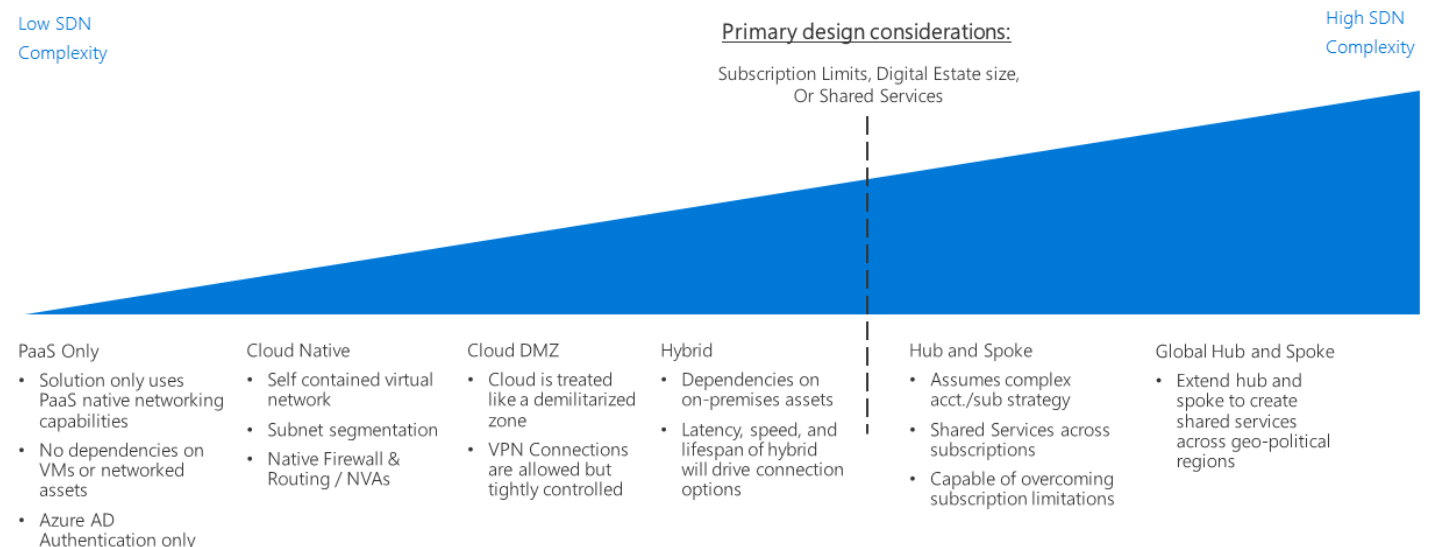 Low SDN
Complexity
Primary design considerations:
Subscription Limits, Digital Estate size,
Or Shared Services
High SDN
Complexity
PaaS Only
• Solution only uses
PaaS native networking
capabilities
• No dependencies on
VMs or networked
assets
• Azure AD
Authentication only
Cloud Native
• Self contained virtual
network
• Subnet segmentation
• Native Firewall &
Routing / NVAs
Cloud DMZ
• Cloud is treated
like a demilitarized
zone
• VPN Connections
are allowed but
tightly controlled
Hybrid
• Dependencies on
on-premises assets
• Latency, speed, and
lifespan of hybrid
will drive connection
options
Hub and Spoke
• Assumes complex
acct./sub strategy
• Shared Services across
subscriptions
• Capable of overcoming
subscription limitations
Global Hub and Spoke
• Extend hub and
spoke to create
shared services
across geo-political
regions